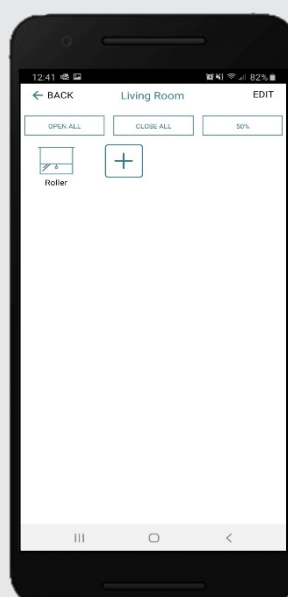 12:41 82%
← BACK Living Room EDIT
OPEN ALL CLOSE ALL 50%
Roller